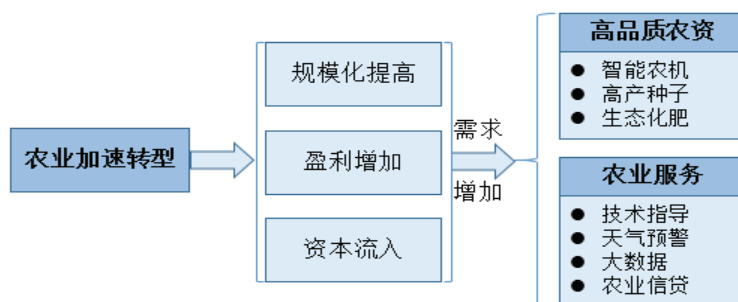 农业加速转型
规模化提高
盈利增加
资本流入
需求
增加
高品质农资
● 智能农机
● 高产种子
● 生态化肥
农业服务
● 技术指导
● 天气预警
● 大数据
● 农业信贷